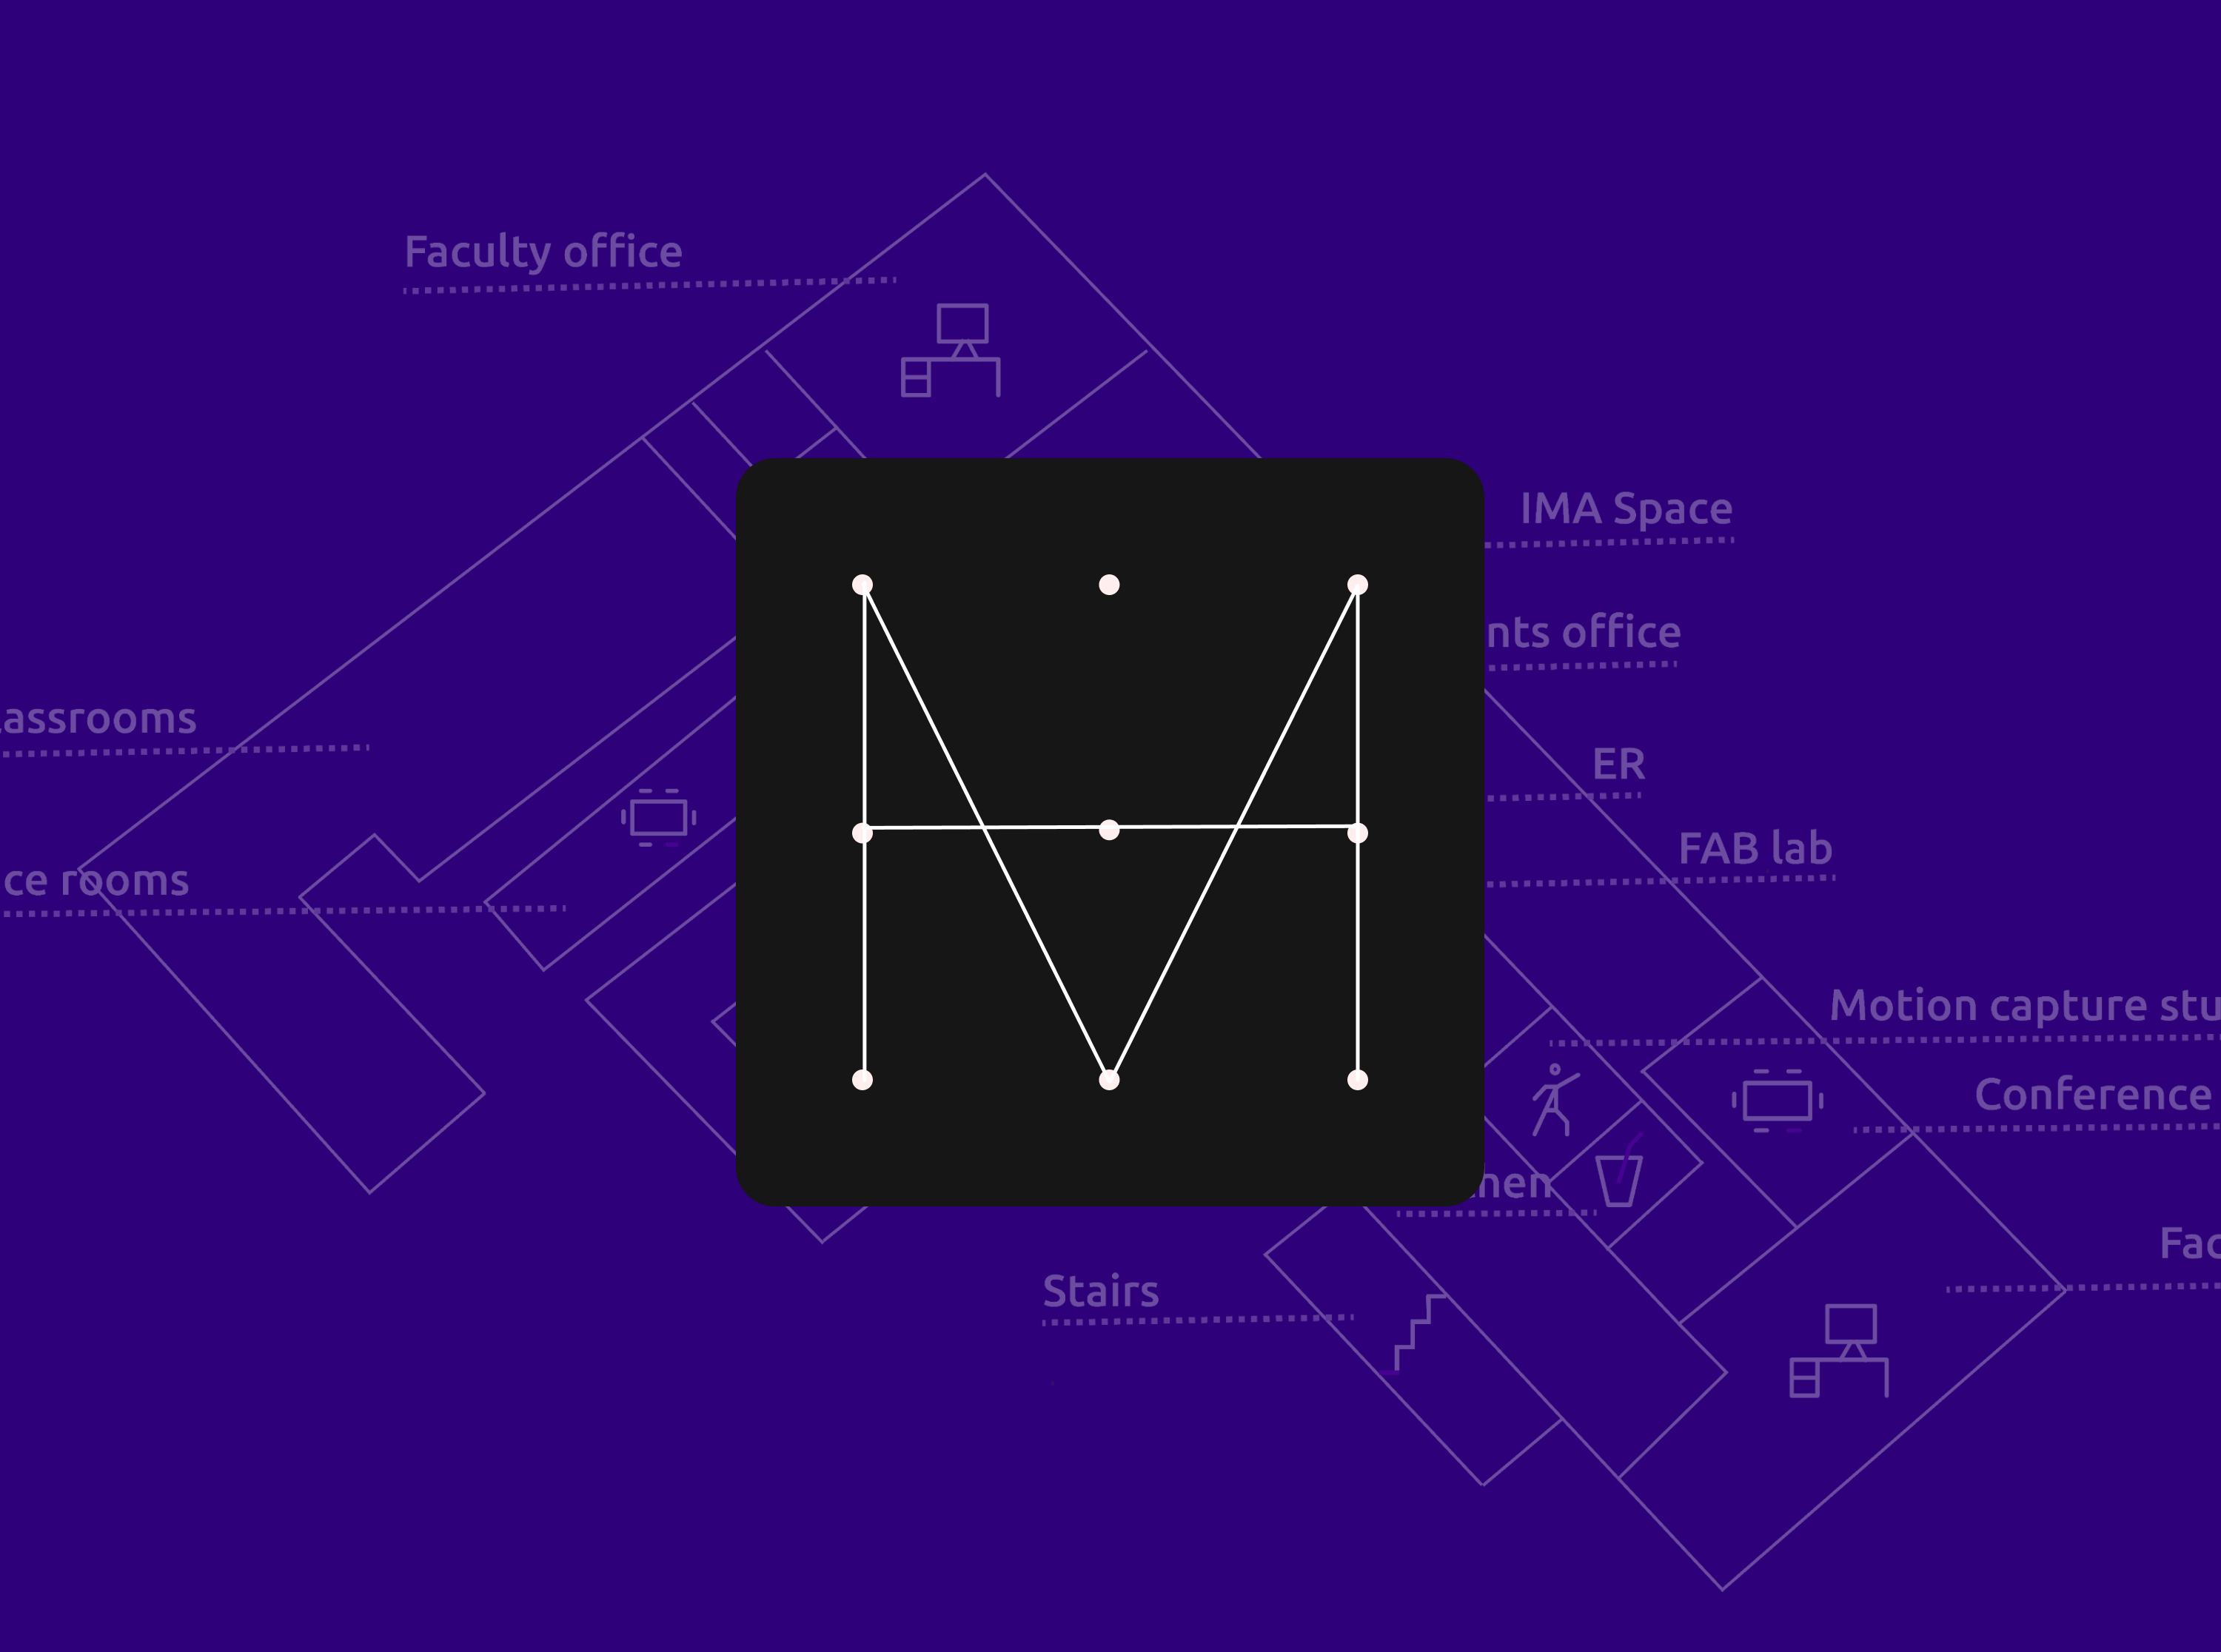 Faculty office
IMA Space
nts office
assrooms
ER
FAB lab
ce rooms
Motion capture stu
Conference
nen
Fac
Stairs